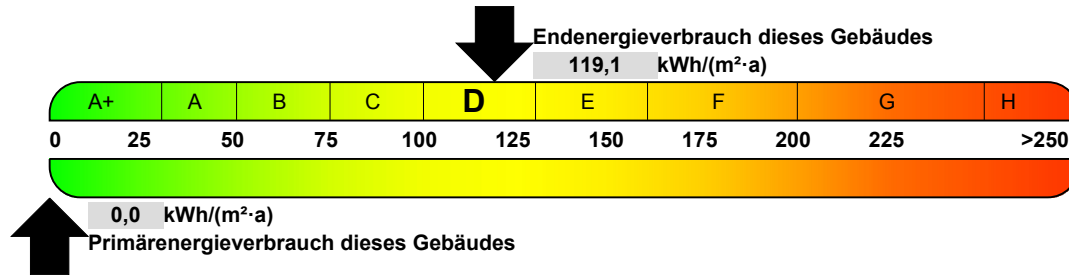 Endenergieverbrauch dieses Gebäudes
119,1 kWh/(m²·a)
A+ A B C D E F G H
0 25 50 75 100 125 150 175 200 225 >250
0,0 kWh/(m²·a)
Primärenergieverbrauch dieses Gebäudes